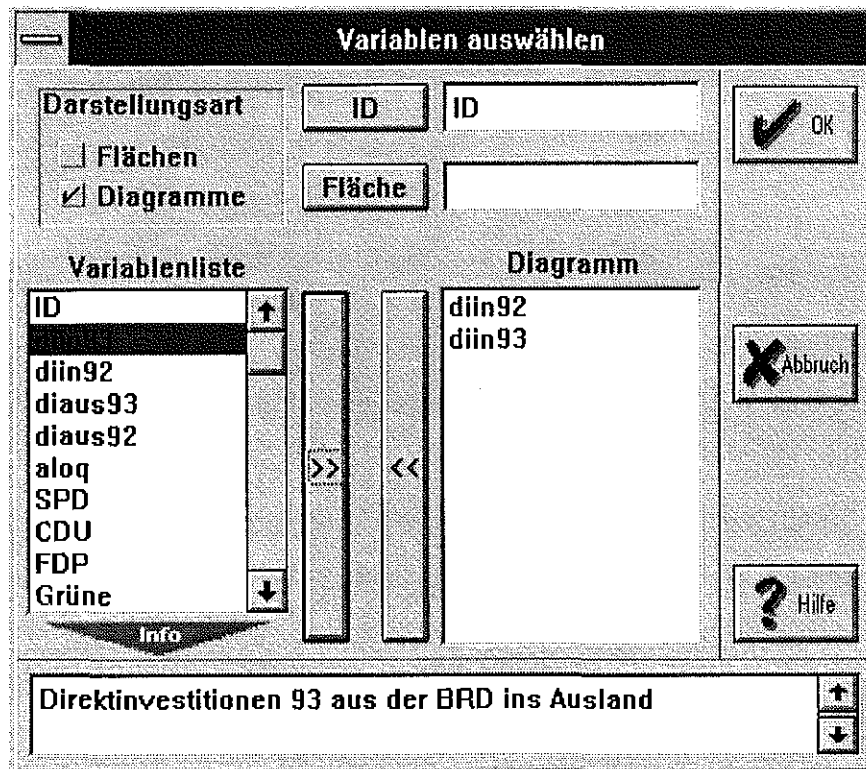 Variablen auswählen
Darstellungsart
Flächen
Diagramme
ID
ID
Fläche
OK
Variablenliste
ID
diin92
diaus93
diaus92
aloq
SPD
CDU
FDP
Grüne
Info
>>
<<
Diagramm
diin92
diin93
Abbruch
Hilfe
Direktinvestitionen 93 aus der BRD ins Ausland